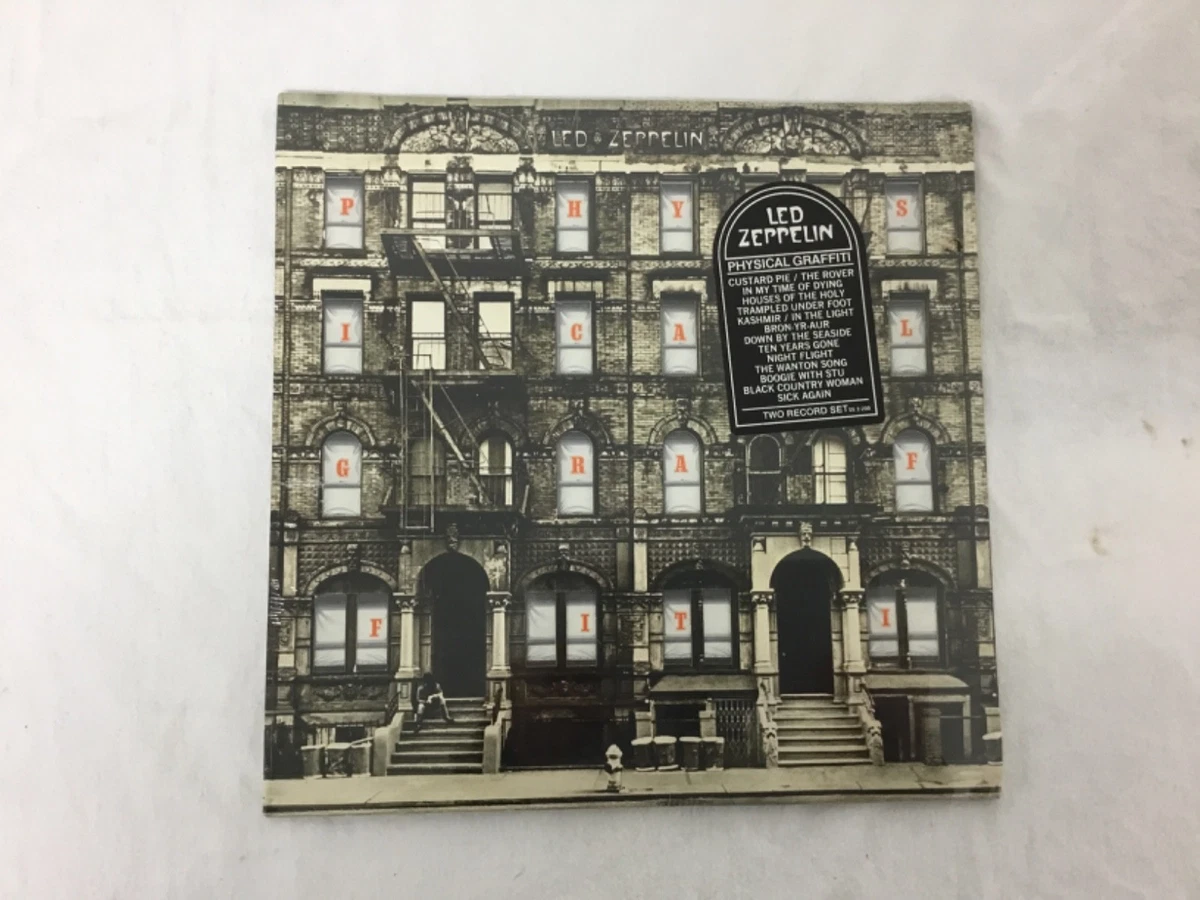 LED ZEPPELIN
P H Y S
I C A L
G R A F
F I T I
LED
ZEPPELIN
PHYSICAL GRAFFITI
CUSTARD PIE / THE ROVER
IN MY TIME OF DYING
HOUSES OF THE HOLY
TRAMPLED UNDER FOOT
KASHMIR / IN THE LIGHT
BRON-YR-AUR
DOWN BY THE SEASIDE
TEN YEARS GONE
NIGHT FLIGHT
THE WANTON SONG
BOOGIE WITH STU
BLACK COUNTRY WOMAN
SICK AGAIN
TWO RECORD SET